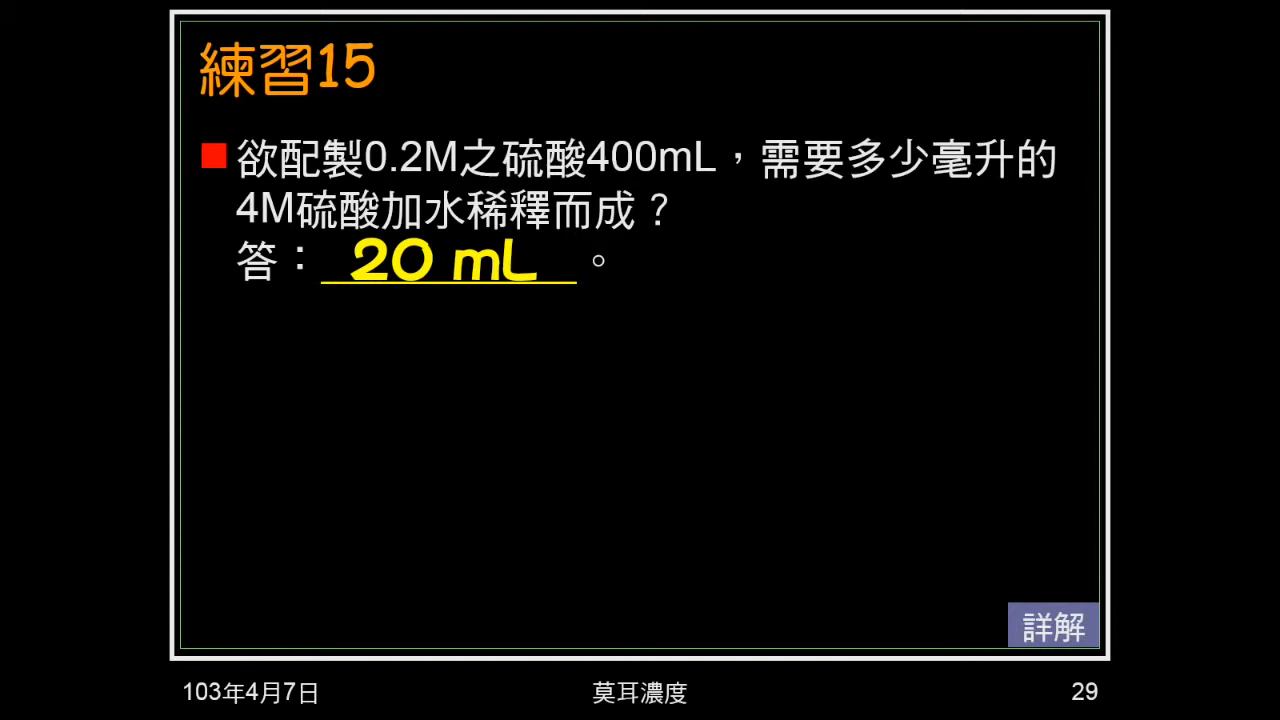 練習15
欲配製0.2M之硫酸400mL，需要多少毫升的
4M硫酸加水稀釋而成？
答：20 mL。
詳解
103年4月7日
莫耳濃度
29